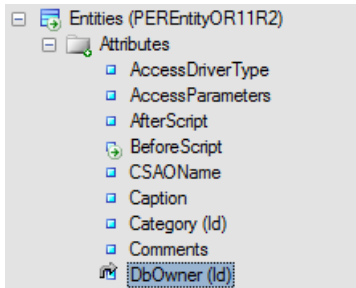 Entities (PEREntityOR11R2)
Attributes
AccessDriverType
AccessParameters
AfterScript
BeforeScript
CSAOName
Caption
Category (Id)
Comments
DbOwner (Id)